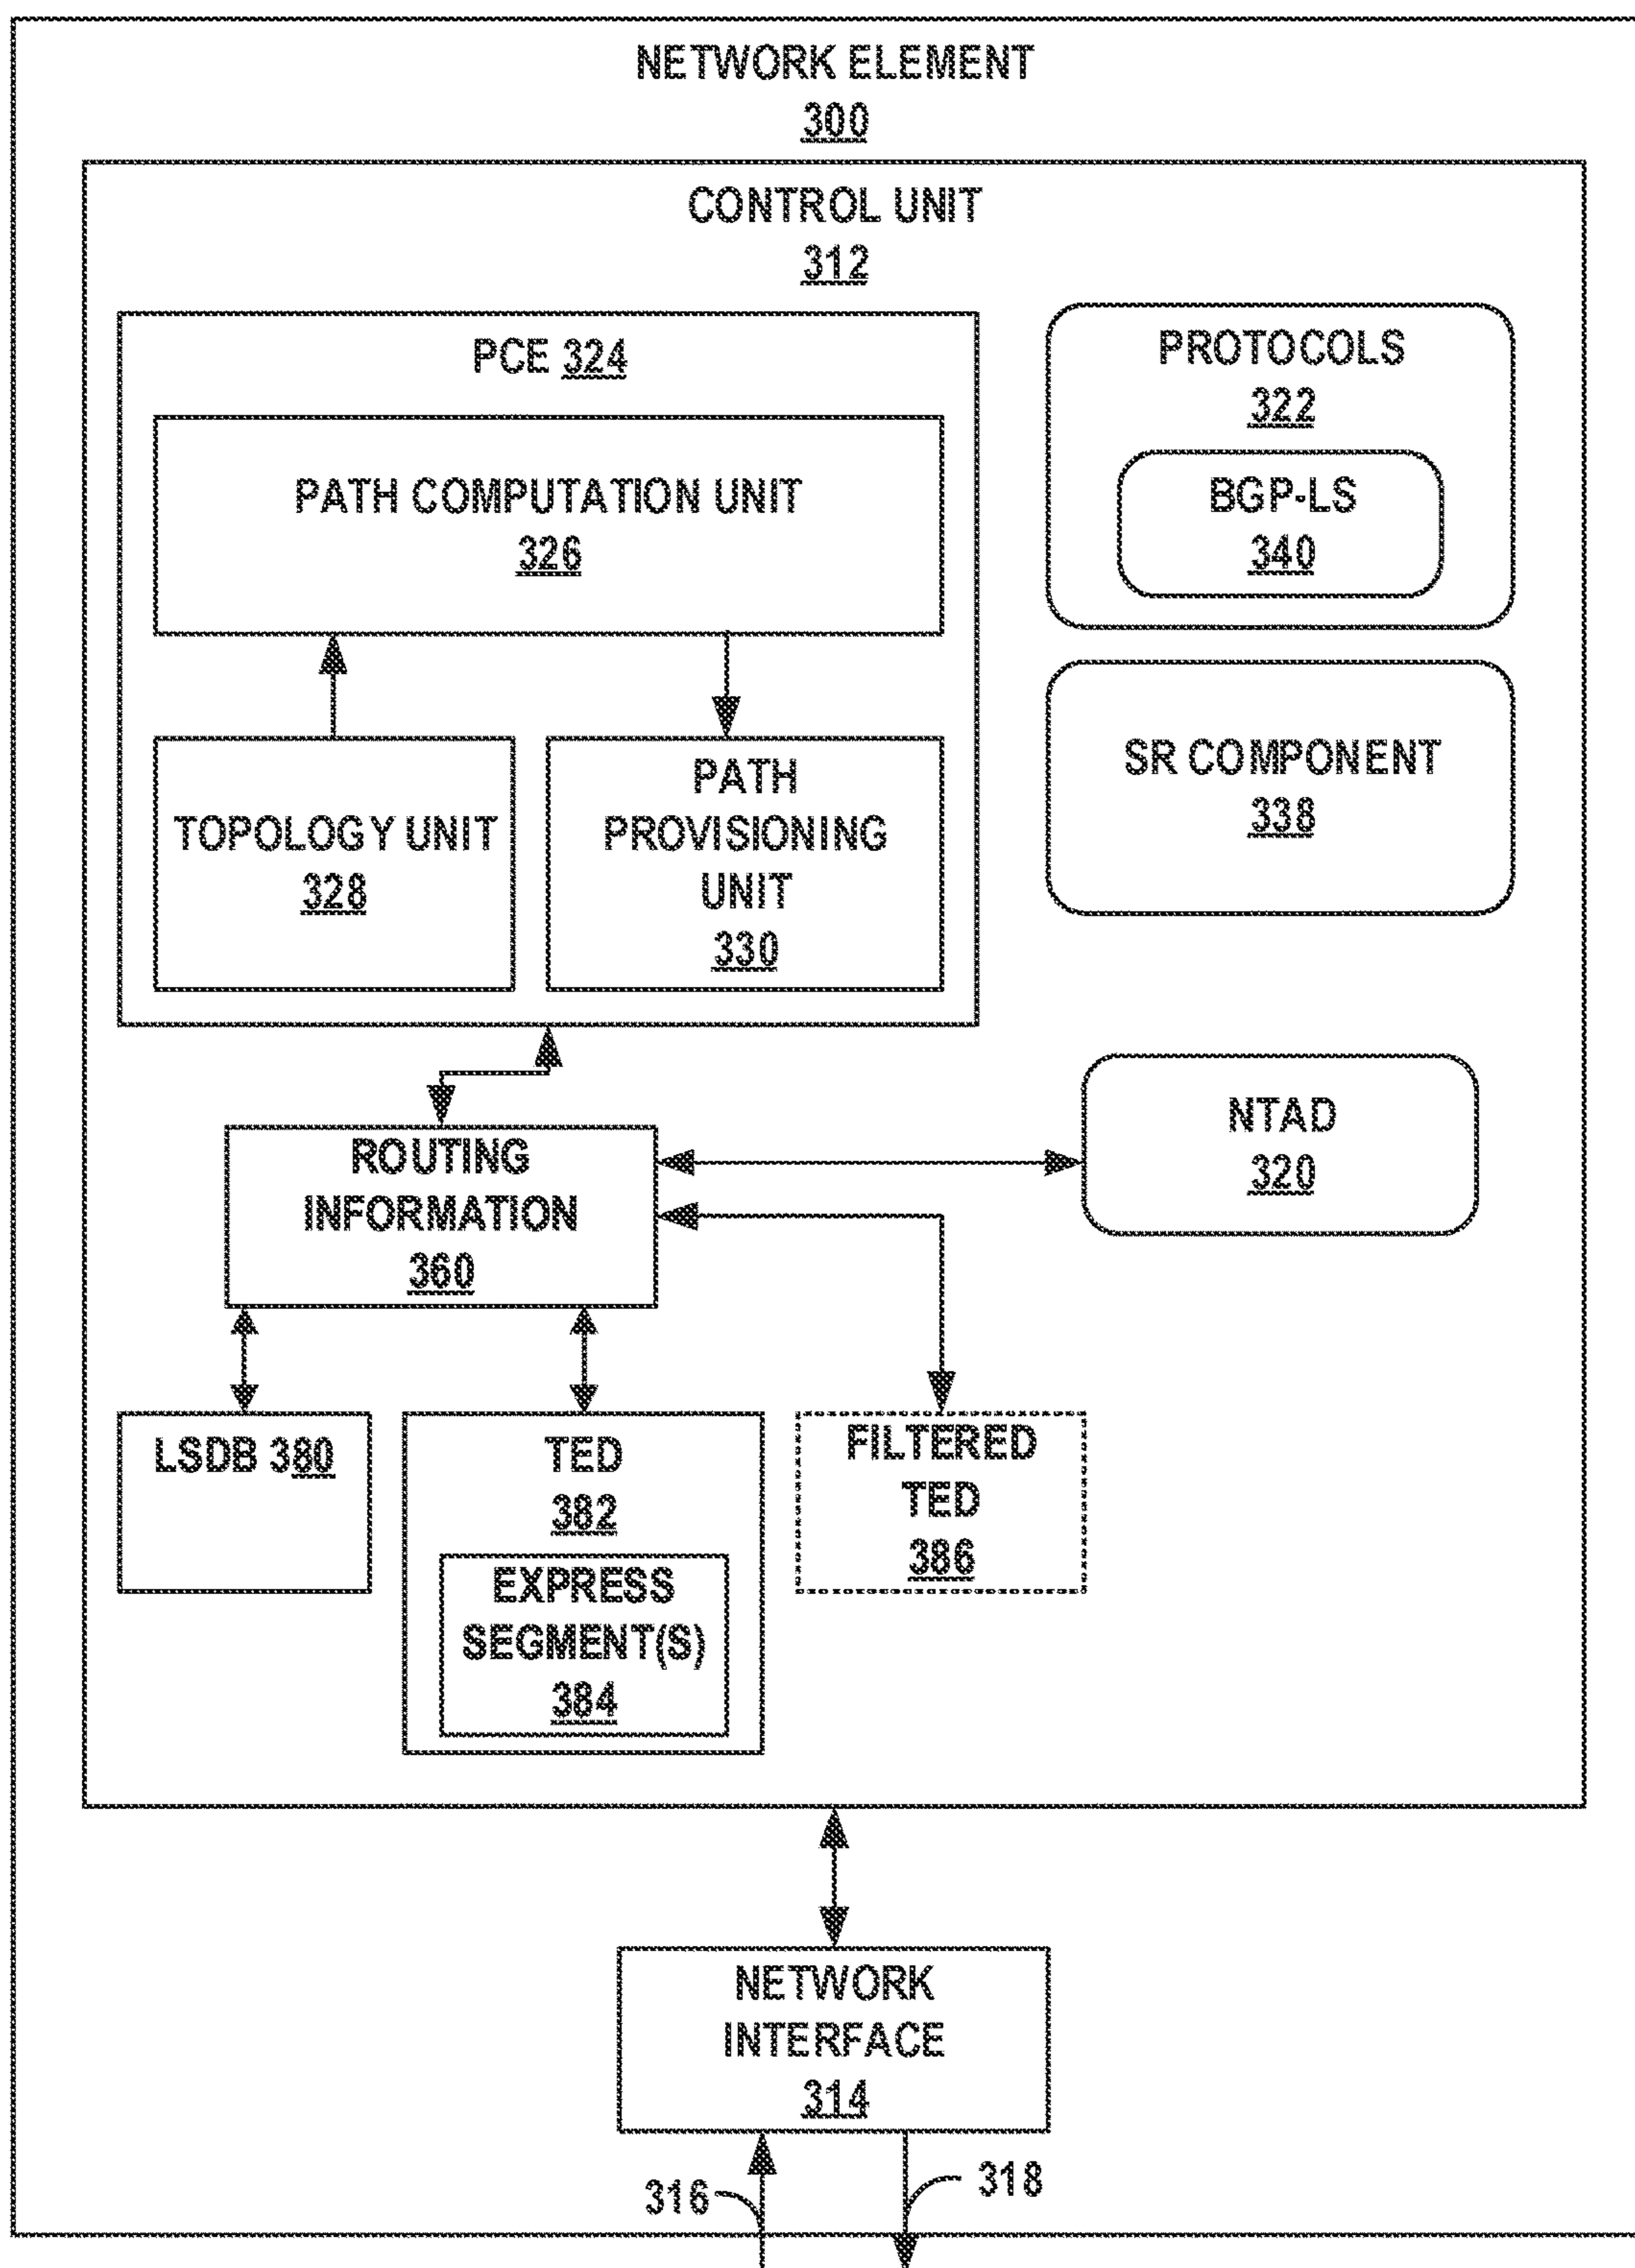 NETWORK ELEMENT
300
CONTROL UNIT
312
PCE 324
PATH COMPUTATION UNIT
326
TOPOLOGY UNIT
328
PATH
PROVISIONING
UNIT
330
PROTOCOLS
322
BGP-LS
340
SR COMPONENT
338
ROUTING
INFORMATION
360
NTAD
320
LSDB 380
TED
382
EXPRESS
SEGMENT(S)
384
FILTERED
TED
386
NETWORK
INTERFACE
314
316
318